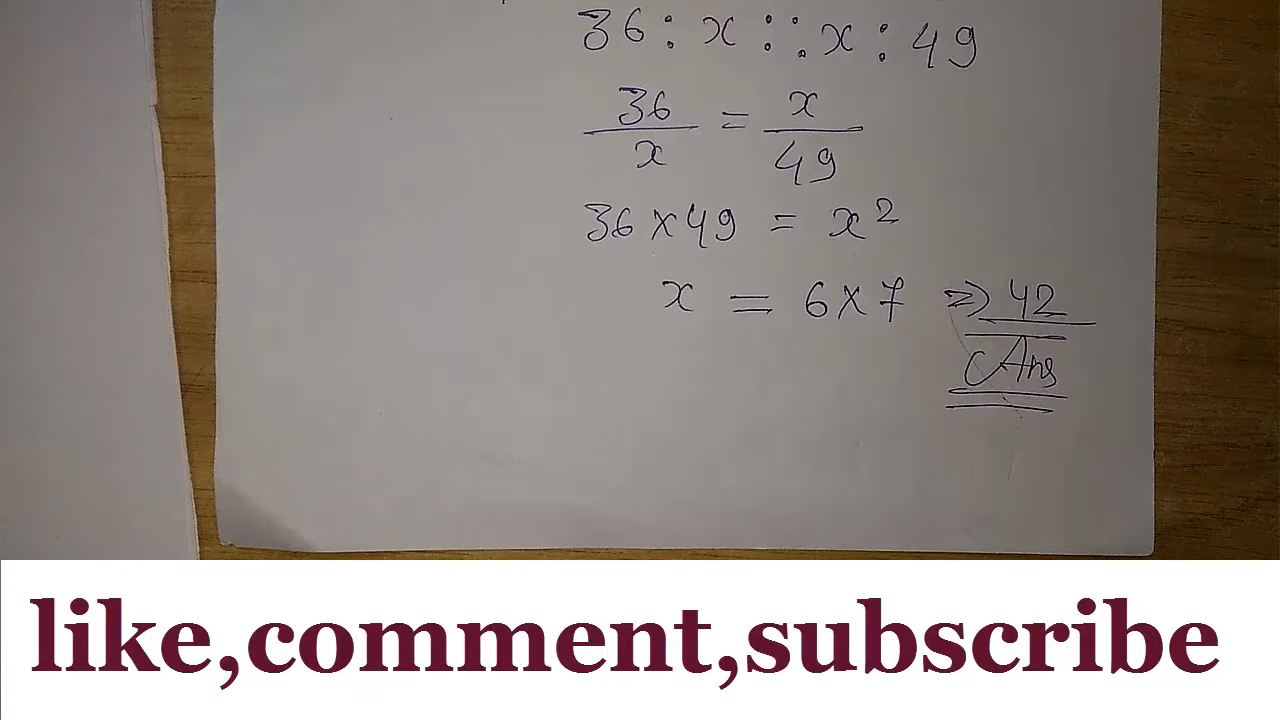 36 : x :: x : 49
36/x = x/49
36 x 49 = x²
x = 6 x 7 => 42
Ans
like,comment,subscribe